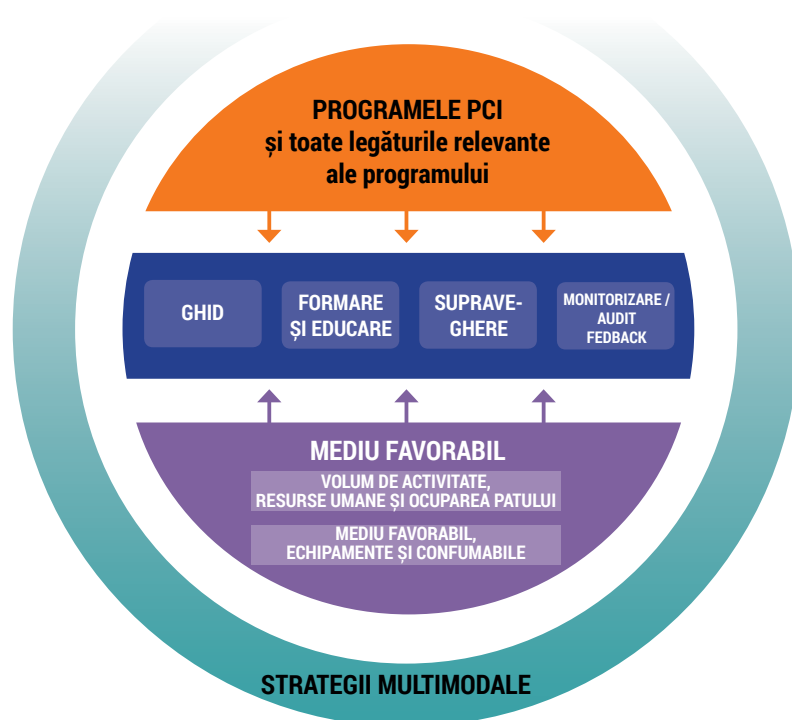 PROGRAMELE PCI
și toate legăturile relevante
ale programului
GHID
FORMARE
ȘI EDUCARE
SUPRAVE-
GHERE
MONITORIZARE /
AUDIT
FEDBACK
MEDIU FAVORABIL
VOLUM DE ACTIVITATE,
RESURSE UMANE ȘI OCUPAREA PATULUI
MEDIU FAVORABIL,
ECHIPAMENTE ȘI CONFUMABILE
STRATEGII MULTIMODALE